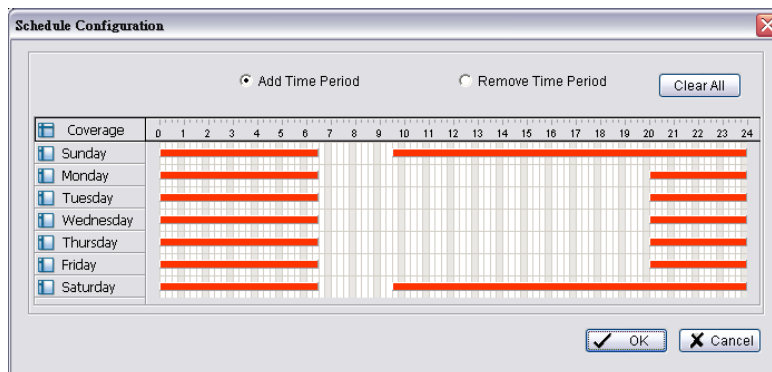 Schedule Configuration
Add Time Period
Remove Time Period
Clear All
Coverage 0 1 2 3 4 5 6 7 8 9 10 11 12 13 14 15 16 17 18 19 20 21 22 23 24
Sunday
Monday
Tuesday
Wednesday
Thursday
Friday
Saturday
OK
Cancel